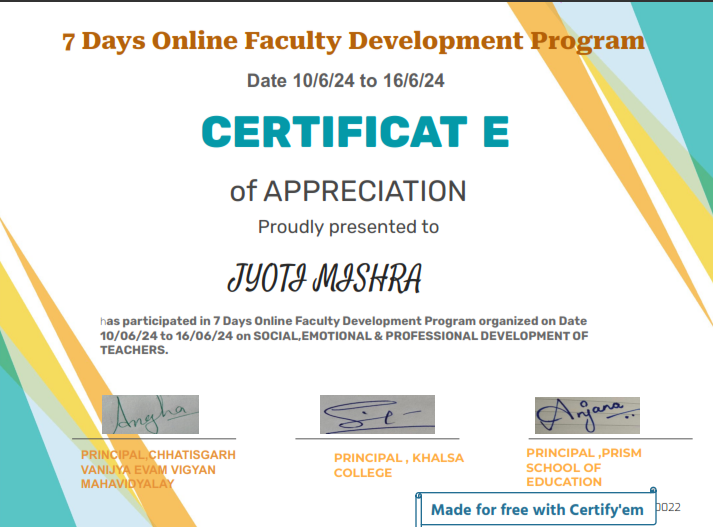 7 Days Online Faculty Development Program
Date 10/6/24 to 16/6/24
CERTIFICAT E
of APPRECIATION
Proudly presented to
JYOTI MISHRA
has participated in 7 Days Online Faculty Development Program organized on Date
10/06/24 to 16/06/24 on SOCIAL,EMOTIONAL & PROFESSIONAL DEVELOPMENT OF
TEACHERS.
Angha
Anjana
PRINCIPAL,CHHATISGARH
VANIJYA EVAM VIGYAN
MAHAVIDYALAY
PRINCIPAL , KHALSA
COLLEGE
PRINCIPAL ,PRISM
SCHOOL OF
EDUCATION
Made for free with Certify'em
0022